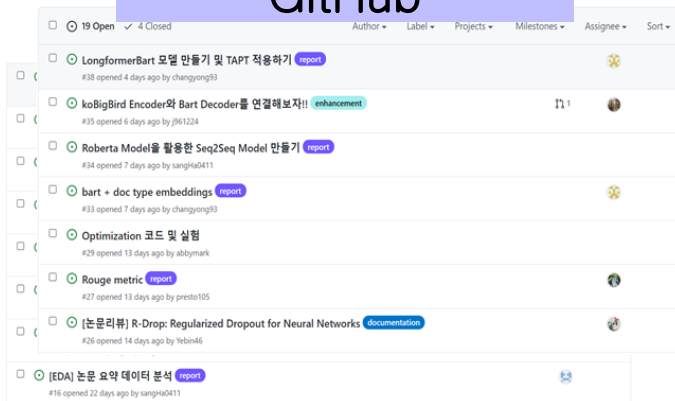 GitHub
19 Open 4 Closed Author Label Projects Milestones Assignee Sort
LongformerBart 모델 만들기 및 TAPT 적용하기 report
#38 opened 4 days ago by changyong93
koBigBird Encoder와 Bart Decoder를 연결해보자!! enhancement 1
#35 opened 6 days ago by j961224
Roberta Model을 활용한 Seq2Seq Model 만들기 report
#34 opened 7 days ago by sangHa0411
bart + doc type embeddings report
#33 opened 7 days ago by changyong93
Optimization 코드 및 실험
#29 opened 13 days ago by abbymark
Rouge metric report
#27 opened 13 days ago by presto105
[논문리뷰] R-Drop: Regularized Dropout for Neural Networks documentation
#26 opened 14 days ago by Yebin46
[EDA] 논문 요약 데이터 분석 report
#16 opened 22 days ago by sangHa0411